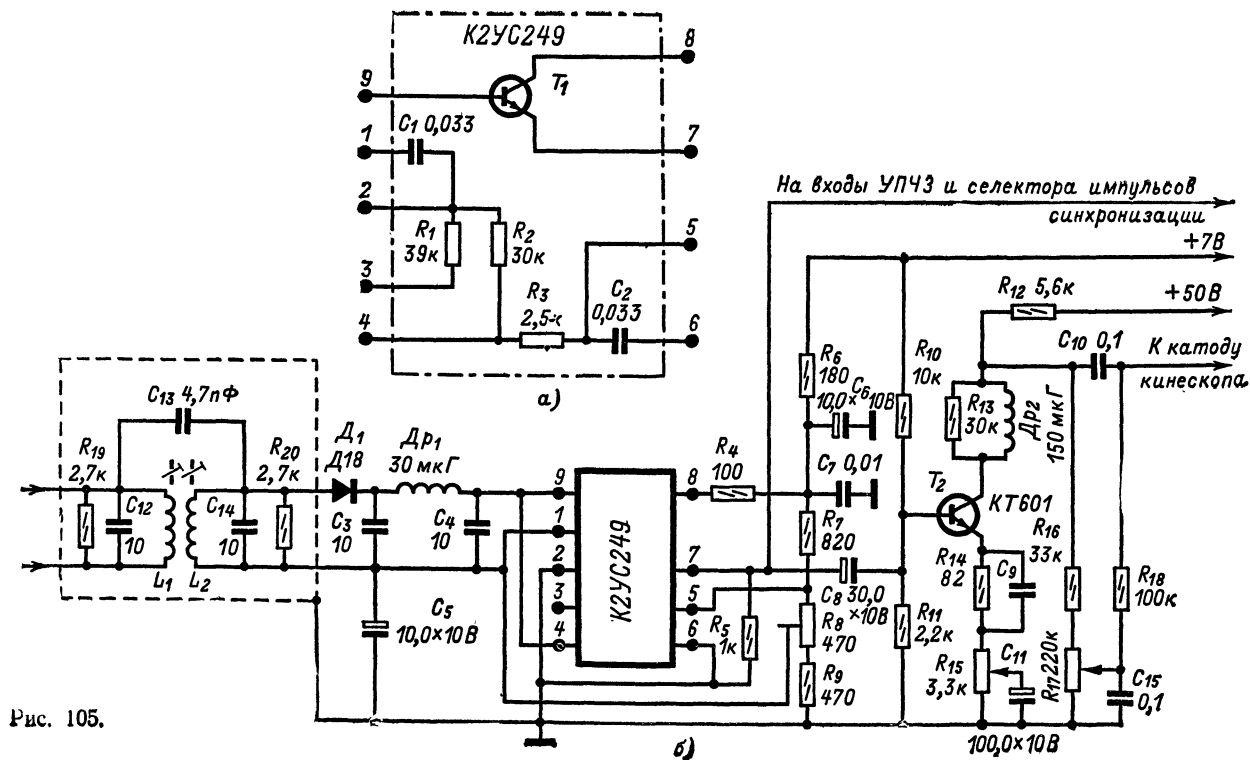 К2УС249
9
T₁
8
7
1
C₁ 0,033
2
R₁
39к
R₂
30к
3
4
R₃
2,5к
C₂
0,033
5
6
а)
На входы УПЧЗ и селектора импульсов
синхронизации
+7В
R₁₂ 5,6к
+50В
C₁₀ 0,1
К катоду
кинескопа
R₆
180
C₆
10,0×10В
R₁₀
10к
R₁₃
30к
Др₂
150 мкГ
C₁₃ 4,7пФ
R₁₉
2,7к
R₂₀
2,7к
Д₁
Д18
Др₁
30 мкГ
C₁₂
10
C₁₄
10
L₁ L₂
C₃
10
C₄
10
C₅
10,0×10В
9
1
2
3
4
К2УС249
8
7
5
6
R₄
100
C₇ 0,01
R₇
820
T₂
КТ601
C₈
30,0
×10В
R₅
1к
R₈
470
R₉
470
R₁₁
2,2к
R₁₄
82
C₉
R₁₆
33к
R₁₈
100к
R₁₅
3,3к
C₁₁
100,0×10В
R₁₇ 220к
C₁₅
0,1
б)
Рис. 105.